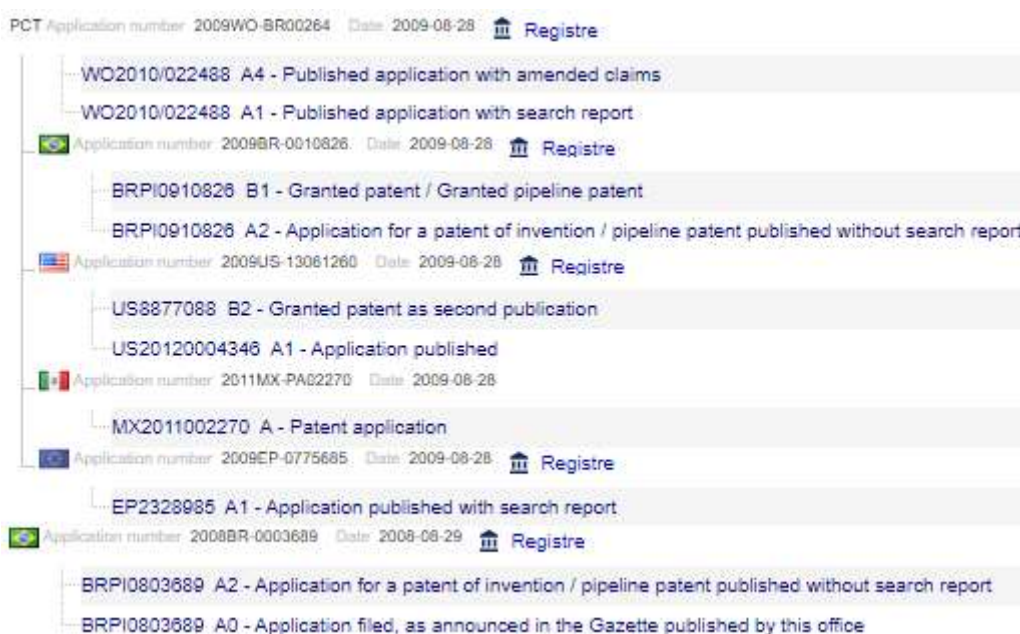 PCT Application number 2009WO-BR00264 Date 2009-08-28 Registre
WO2010/022488 A4 - Published application with amended claims
WO2010/022488 A1 - Published application with search report
Application number 2009BR-0010826 Date 2009-08-28 Registre
BRPI0910826 B1 - Granted patent / Granted pipeline patent
BRPI0910826 A2 - Application for a patent of invention / pipeline patent published without search report
Application number 2009US-13061260 Date 2009-08-28 Registre
US8877088 B2 - Granted patent as second publication
US20120004346 A1 - Application published
Application number 2011MX-PA02270 Date 2009-08-28
MX2011002270 A - Patent application
Application number 2009EP-0775685 Date 2009-08-28 Registre
EP2328985 A1 - Application published with search report
Application number 2008BR-0003689 Date 2008-08-29 Registre
BRPI0803689 A2 - Application for a patent of invention / pipeline patent published without search report
BRPI0803689 A0 - Application filed, as announced in the Gazette published by this office